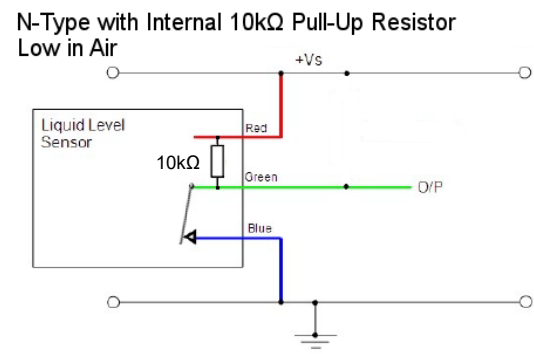 N-Type with Internal 10kΩ Pull-Up Resistor
Low in Air
+Vs
Liquid Level
Sensor
Red
10kΩ
Green
O/P
Blue